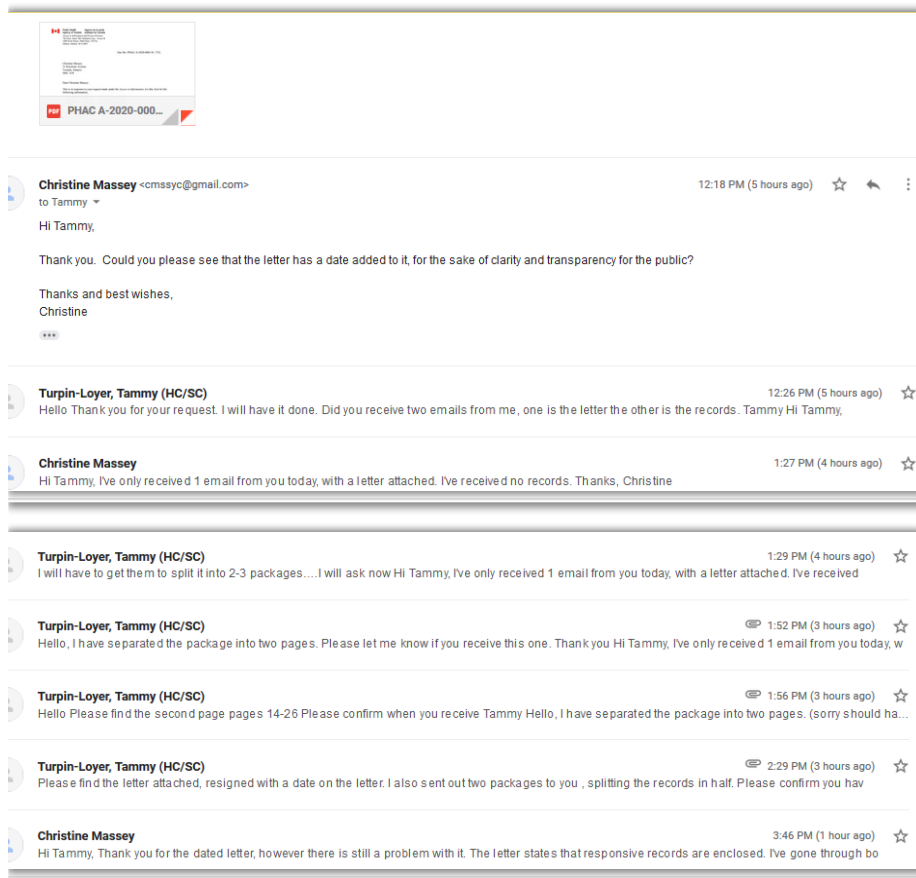 PDF PHAC A-2020-000...
Christine Massey <cmssyc@gmail.com>
12:18 PM (5 hours ago)
to Tammy
Hi Tammy,
Thank you. Could you please see that the letter has a date added to it, for the sake of clarity and transparency for the public?
Thanks and best wishes,
Christine
Turpin-Loyer, Tammy (HC/SC)
12:26 PM (5 hours ago)
Hello Thank you for your request. I will have it done. Did you receive two emails from me, one is the letter the other is the records. Tammy Hi Tammy,
Christine Massey
1:27 PM (4 hours ago)
Hi Tammy, I've only received 1 email from you today, with a letter attached. I've received no records. Thanks, Christine
Turpin-Loyer, Tammy (HC/SC)
1:29 PM (4 hours ago)
I will have to get them to split it into 2-3 packages....I will ask now Hi Tammy, I've only received 1 email from you today, with a letter attached. I've received
Turpin-Loyer, Tammy (HC/SC)
1:52 PM (3 hours ago)
Hello, I have separated the package into two pages. Please let me know if you receive this one. Thank you Hi Tammy, I've only received 1 email from you today, w
Turpin-Loyer, Tammy (HC/SC)
1:56 PM (3 hours ago)
Hello Please find the second page pages 14-26 Please confirm when you receive Tammy Hello, I have separated the package into two pages. (sorry should ha...
Turpin-Loyer, Tammy (HC/SC)
2:29 PM (3 hours ago)
Please find the letter attached, resigned with a date on the letter. I also sent out two packages to you , splitting the records in half. Please confirm you hav
Christine Massey
3:46 PM (1 hour ago)
Hi Tammy, Thank you for the dated letter, however there is still a problem with it. The letter states that responsive records are enclosed. I've gone through bo